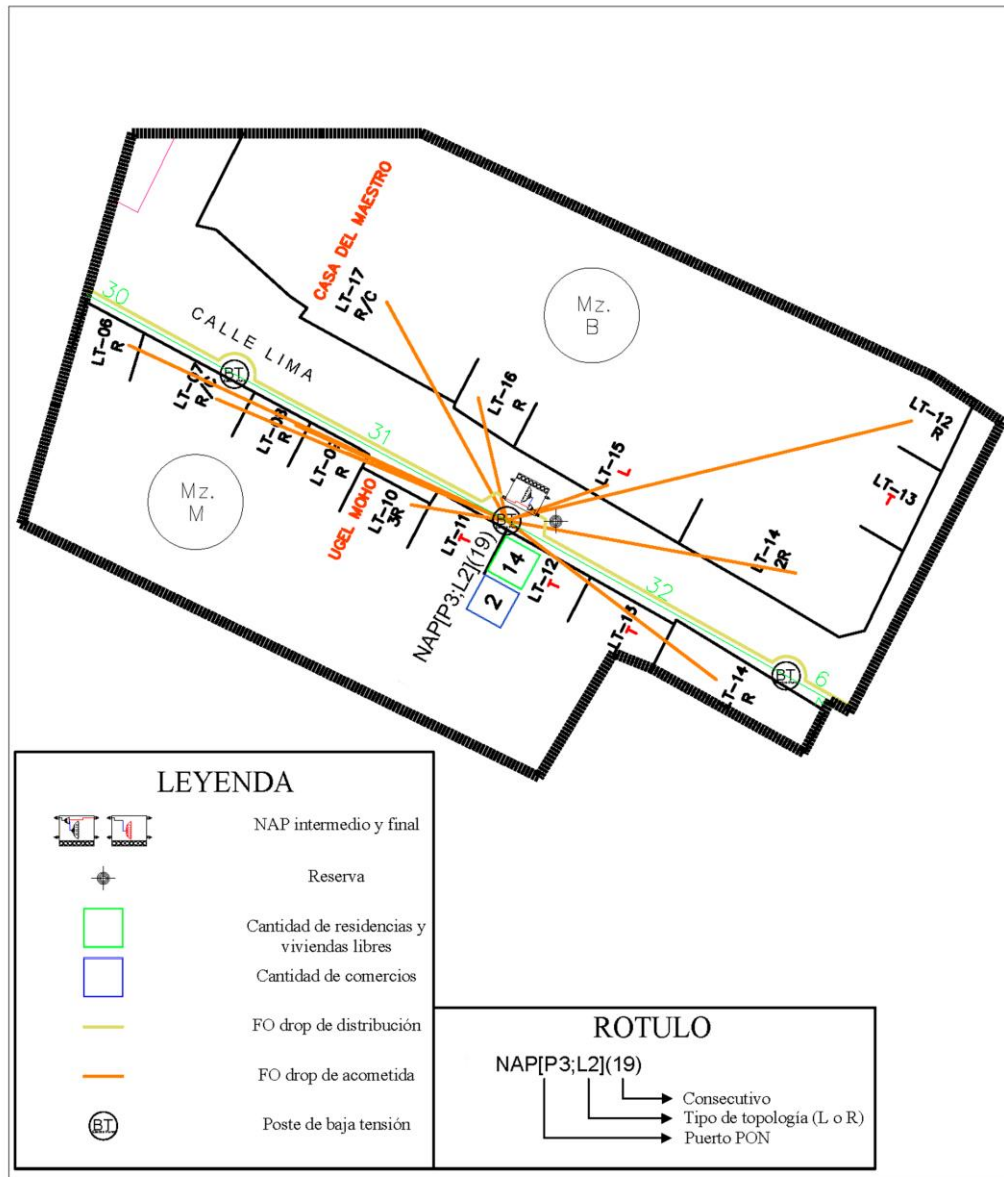 CASA DEL MAESTRO
LT-17
R/C
Mz.
B
30
CALLE LIMA
LT-06
R
BT
LT-07
R/C
LT-16
R
LT-12
R
31
R
R
LT-15
L
LT-13
T
Mz.
M
UGEL MOHO
LT-10
3R
LT-11
T
BT
LT-14
2R
NAP[P3;L2](19)
14
2
LT-12
T
32
LT-13
T
LT-14
R
BT
6
LEYENDA
NAP intermedio y final
Reserva
Cantidad de residencias y
viviendas libres
Cantidad de comercios
FO drop de distribución
FO drop de acometida
BT
Poste de baja tensión
ROTULO
NAP[P3;L2](19)
Consecutivo
Tipo de topología (L o R)
Puerto PON